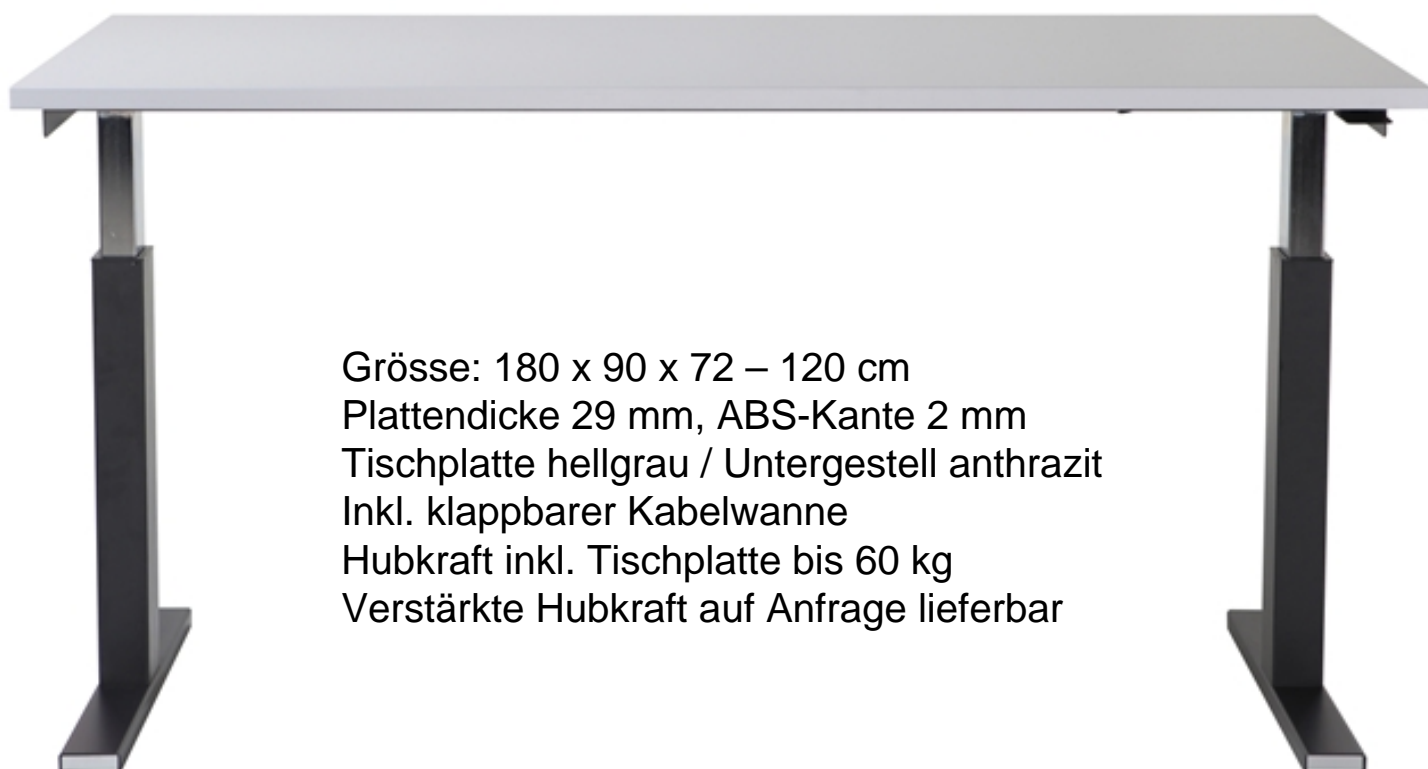 Grösse: 180 x 90 x 72 – 120 cm
Plattendicke 29 mm, ABS-Kante 2 mm
Tischplatte hellgrau / Untergestell anthrazit
Inkl. klappbarer Kabelwanne
Hubkraft inkl. Tischplatte bis 60 kg
Verstärkte Hubkraft auf Anfrage lieferbar